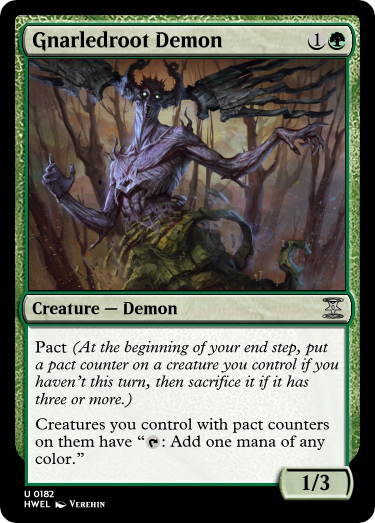 Gnarledroot Demon 1
Creature — Demon
Pact (At the beginning of your end step, put
a pact counter on a creature you control if you
haven't this turn, then sacrifice it if it has
three or more.)
Creatures you control with pact counters
on them have “: Add one mana of any
color.”
1/3
U 0182
HWEL Verehin